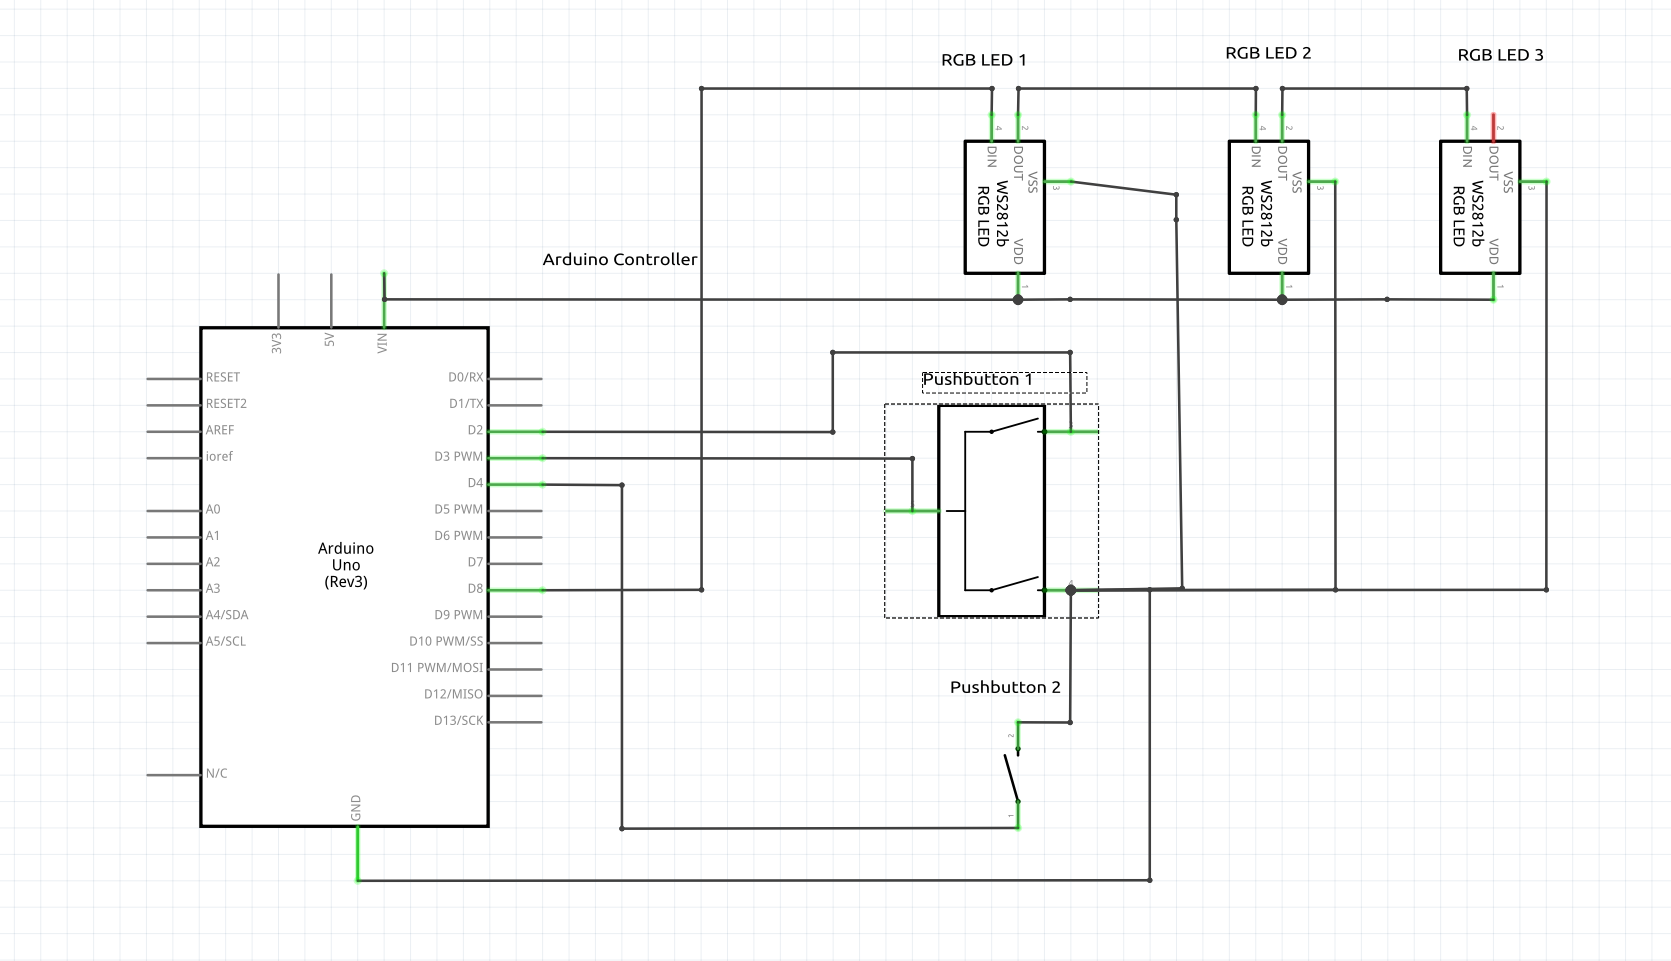 RGB LED 1
RGB LED 2
RGB LED 3
4
2
4
2
4
2
DIN
DOUT
VSS
3
WS2812b
RGB LED
VDD
1
DIN
DOUT
VSS
3
WS2812b
RGB LED
VDD
1
DIN
DOUT
VSS
3
WS2812b
RGB LED
VDD
1
Arduino Controller
3V3
5V
VIN
RESET
RESET2
AREF
ioref
A0
A1
A2
A3
A4/SDA
A5/SCL
N/C
Arduino
Uno
(Rev3)
D0/RX
D1/TX
D2
D3 PWM
D4
D5 PWM
D6 PWM
D7
D8
D9 PWM
D10 PWM/SS
D11 PWM/MOSI
D12/MISO
D13/SCK
GND
Pushbutton 1
Pushbutton 2
2
1